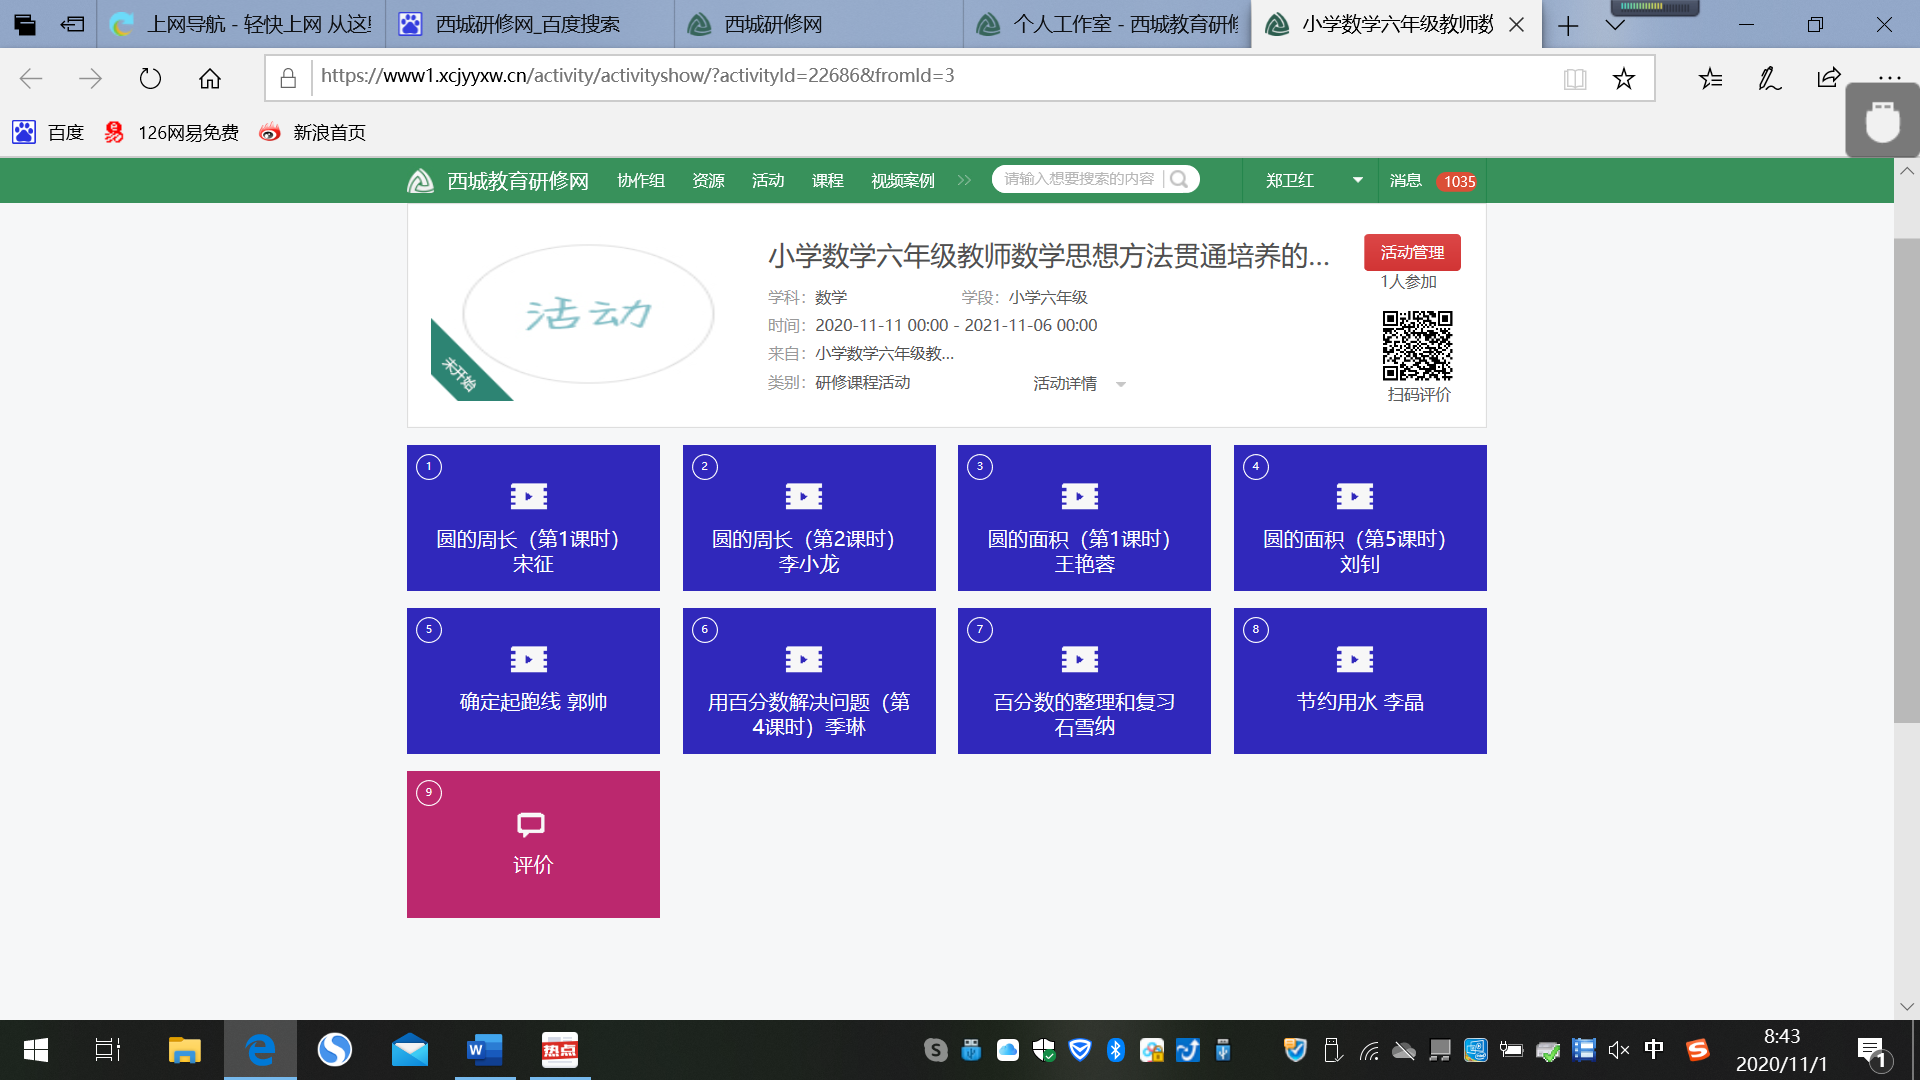 上网导航 - 轻快上网 从这里
西城研修网_百度搜索
西城研修网
个人工作室 - 西城教育研修
小学数学六年级教师数
https://www1.xcjyyxw.cn/activity/activityshow/?activityId=22686&fromId=3
百度
126网易免费
新浪首页
西城教育研修网
协作组
资源
活动
课程
视频案例
请输入想要搜索的内容
郑卫红
消息
1035
活动
未开始
小学数学六年级教师数学思想方法贯通培养的...
学科：数学
学段：小学六年级
时间：2020-11-11 00:00 - 2021-11-06 00:00
来自：小学数学六年级教...
类别：研修课程活动
活动详情
活动管理
1人参加
扫码评价
1
圆的周长（第1课时）
宋征
2
圆的周长（第2课时）
李小龙
3
圆的面积（第1课时）
王艳蓉
4
圆的面积（第5课时）
刘钊
5
确定起跑线 郭帅
6
用百分数解决问题（第
4课时）季琳
7
百分数的整理和复习
石雪纳
8
节约用水 李晶
9
评价
热点
中
8:43
2020/11/1
1